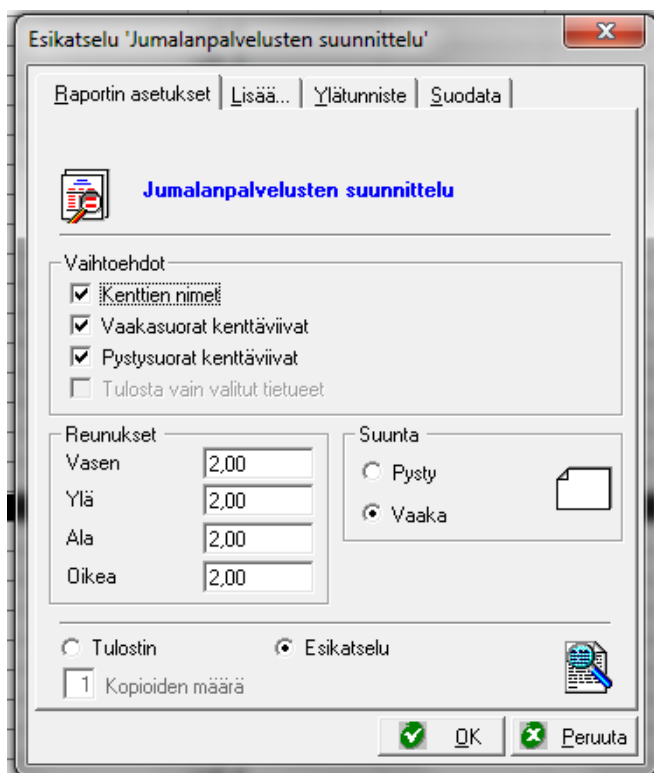 Esikatselu 'Jumalanpalvelusten suunnittelu'
Raportin asetukset Lisää... Ylätunniste Suodata
Jumalanpalvelusten suunnittelu
Vaihtoehdot
Kenttien nimet
Vaakasuorat kenttäviivat
Pystysuorat kenttäviivat
Tulosta vain valitut tietueet
Reunukset
Vasen 2,00
Ylä 2,00
Ala 2,00
Oikea 2,00
Suunta
Pysty
Vaaka
Tulostin Esikatselu
1 Kopioiden määrä
OK Peruuta